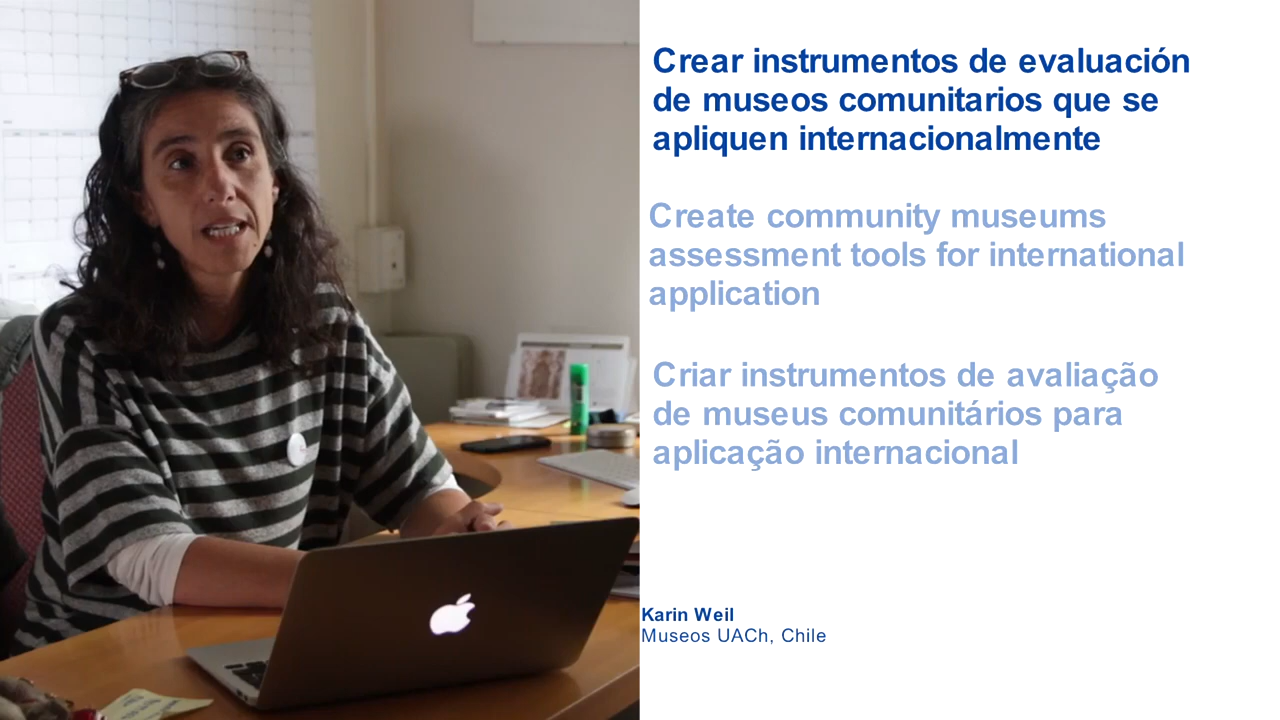 Crear instrumentos de evaluación
de museos comunitarios que se
apliquen internacionalmente
Create community museums
assessment tools for international
application
Criar instrumentos de avaliação
de museus comunitários para
aplicação internacional
Karin Weil
Museos UACh, Chile